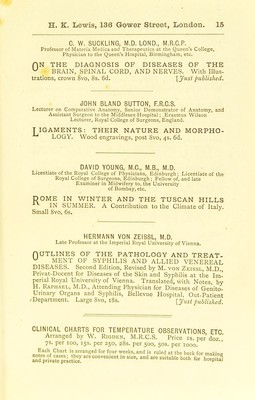 H. K. Lewis, 136 Gower Street, London. 15
C. W. SUCKLING, M.D. LOND., M.R.C.P.
Professor of Materia Medica and Therapeutics at the Queen's College,
Physician to the Queen's Hospital, Birmingham, etc.
ON THE DIAGNOSIS OF DISEASES OF THE
BRAIN, SPINAL CORD, AND NERVES. With Illus-
trations, crown 8vo, 8s. 6d. [Just published.
JOHN BLAND SUTTON, F.R.C.S.
Lecturer on Comparative Anatomy, Senior Demonstrator of Anatomy, and
Assistant Surgeon to the Middlesex Hospital; Erasmus Wilson
Lecturer, Royal College of Surgeons, England.
LIGAMENTS: THEIR NATURE AND MORPHO-
LOGY. Wood engravings, post 8vo, 4s. 6d.
DAVID YOUNG, M.C., M.B., M.D.
Licentiate of the Royal College of Physicians, Edinburgh; Licentiate of the
Royal College of Surgeons, Edinburgh; Fellow of, and late
Examiner in Midwifery to, the University
of Bombay, etc.
ROME IN WINTER AND THE TUSCAN HILLS
IN SUMMER. A Contribution to the Climate of Italy.
Small 8vo, 6s.
HERMANN VON ZEISSL, M.D.
Late Professor at the Imperial Royal University of Vienna.
OUTLINES OF THE PATHOLOGY AND TREAT-
MENT OF SYPHILIS AND ALLIED VENEREAL
DISEASES. Second Edition, Revised by M. VON ZEISSL, M.D.,
Privat-Docent for Diseases of the Skin and Syphilis at the Im-
perial Royal University of Vienna. Translated, with Notes, by
H. RAPHAEL, M.D., Attending Physician for Diseases of Genito-
Urinary Organs and Syphilis, Bellevue Hospital, Out-Patient
Department. Large 8vo, 18s. [Just published.
CLINICAL CHARTS FOR TEMPERATURE OBSERVATIONS, ETC.
Arranged by W. RIGDEN, M.R.C.S. Price 1s. per doz.,
7s. per 100, 15s. per 250, 28s. per 500, 50s. per 1000.
Each Chart is arranged for four weeks, and is ruled at the back for making
notes of cases; they are convenient in size, and are suitable both for hospital
and private practice.